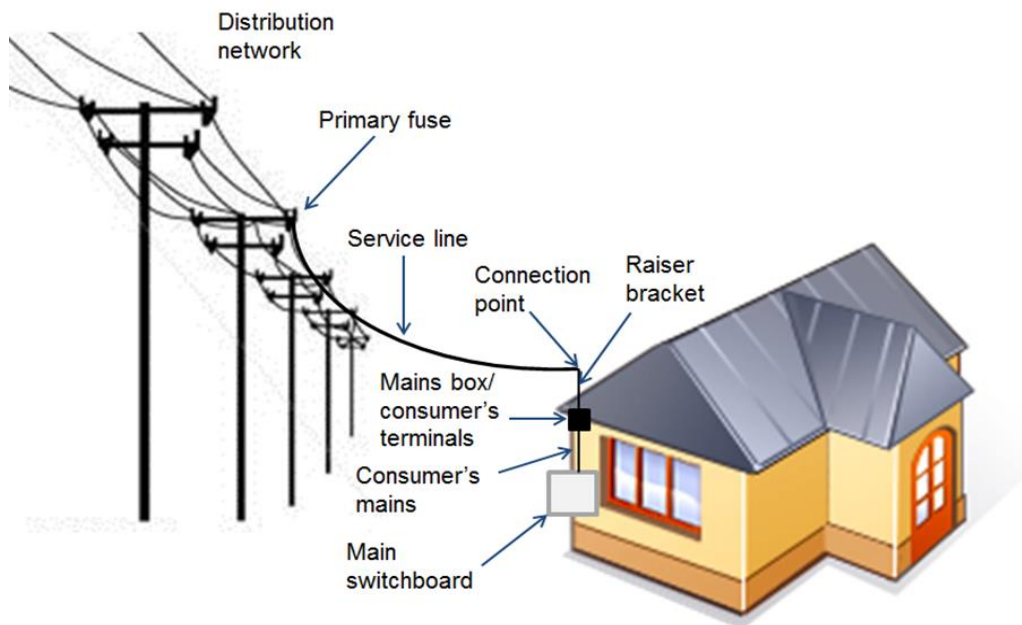 Distribution
network
Primary fuse
Service line
Connection
point
Raiser
bracket
Mains box/
consumer's
terminals
Consumer's
mains
Main
switchboard